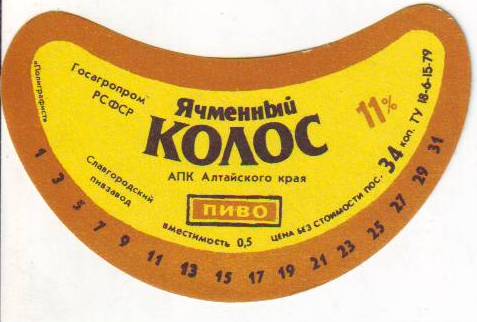 «Полиграфист»
Госагропром
РСФСР
Ячменный
КОЛОС
АПК Алтайского края
11%
Славгородский
пивзавод
ПИВО
вместимость 0,5
ЦЕНА БЕЗ СТОИМОСТИ ПОС. 34 коп. ТУ 18-6-15-79
1 3 5 7 9 11 13 15 17 19 21 23 25 27 29 31